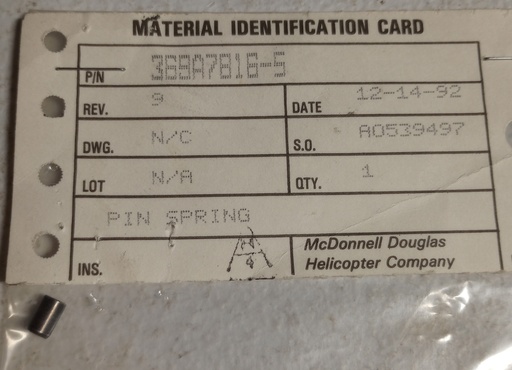 MATERIAL IDENTIFICATION CARD
P/N 369A7816-5
REV. 9 DATE 12-14-92
DWG. N/C S.O. A0539497
LOT N/A QTY. 1
PIN SPRING
INS. McDonnell Douglas
Helicopter Company